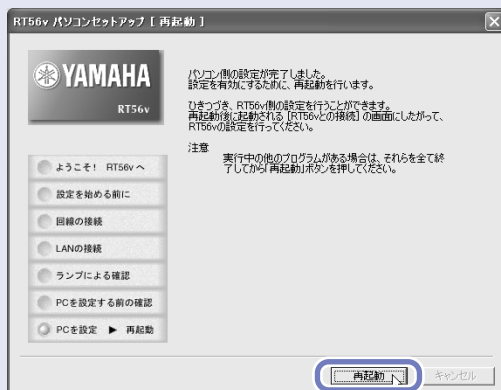 RT56v パソコンセットアップ [ 再起動 ]
YAMAHA
RT56v
パソコン側の設定が完了しました。
設定を有効にするために、再起動を行います。
ひきつづき、RT56v側の設定を行うことができます。
再起動後に起動される [RT56vとの接続] の画面にしたがって、
RT56vの設定を行ってください。
注意
実行中の他のプログラムがある場合は、それらを全て終
了してから「再起動」ボタンを押してください。
ようこそ! RT56v へ
設定を始める前に
回線の接続
LANの接続
ランプによる確認
PCを設定する前の確認
PCを設定 ▶ 再起動
再起動
キャンセル